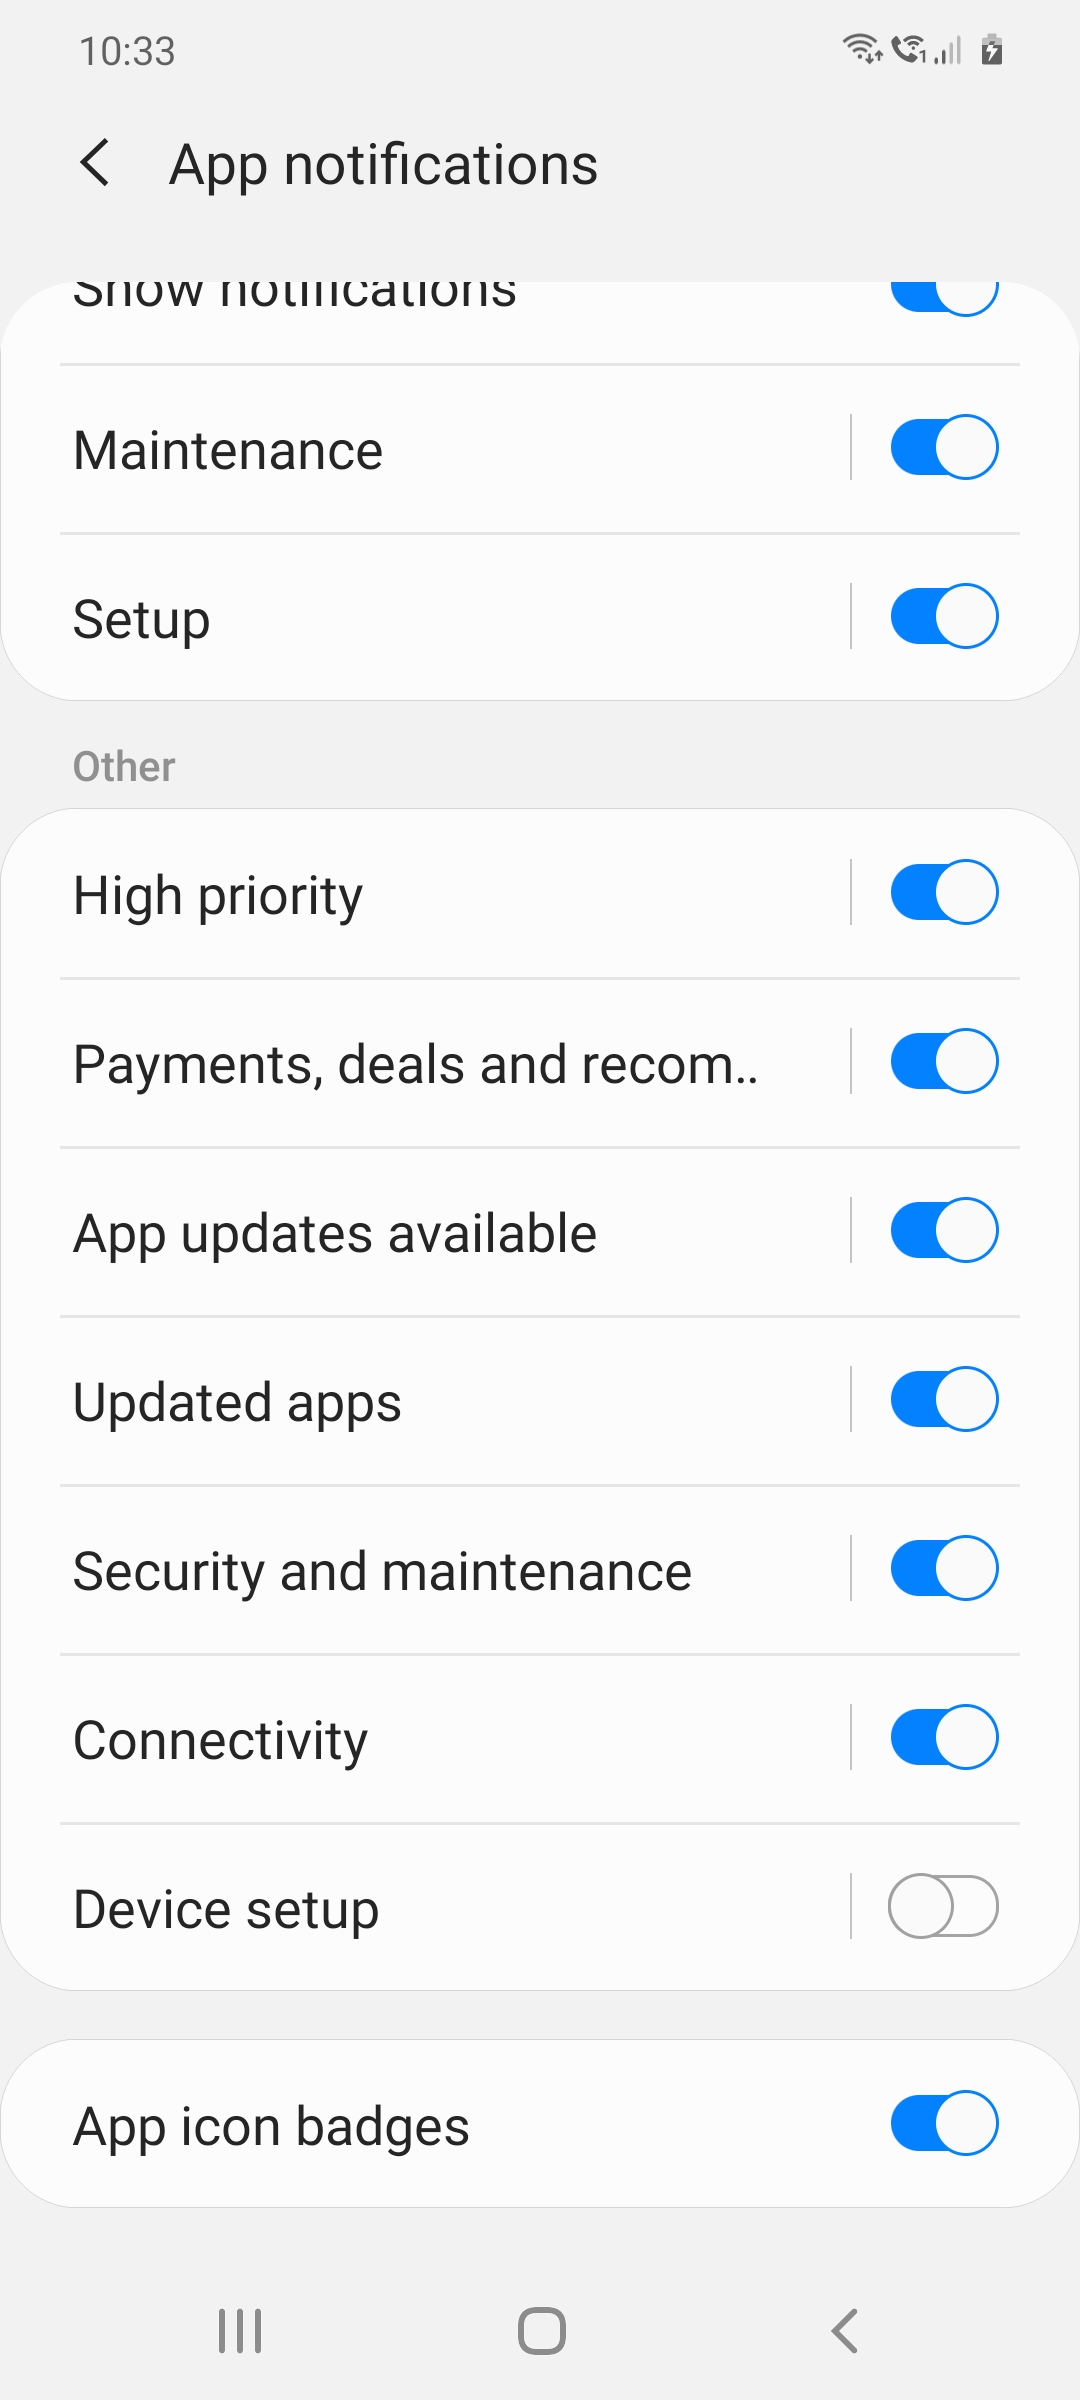 10:33
App notifications
Show notifications
Maintenance
Setup
Other
High priority
Payments, deals and recom..
App updates available
Updated apps
Security and maintenance
Connectivity
Device setup
App icon badges